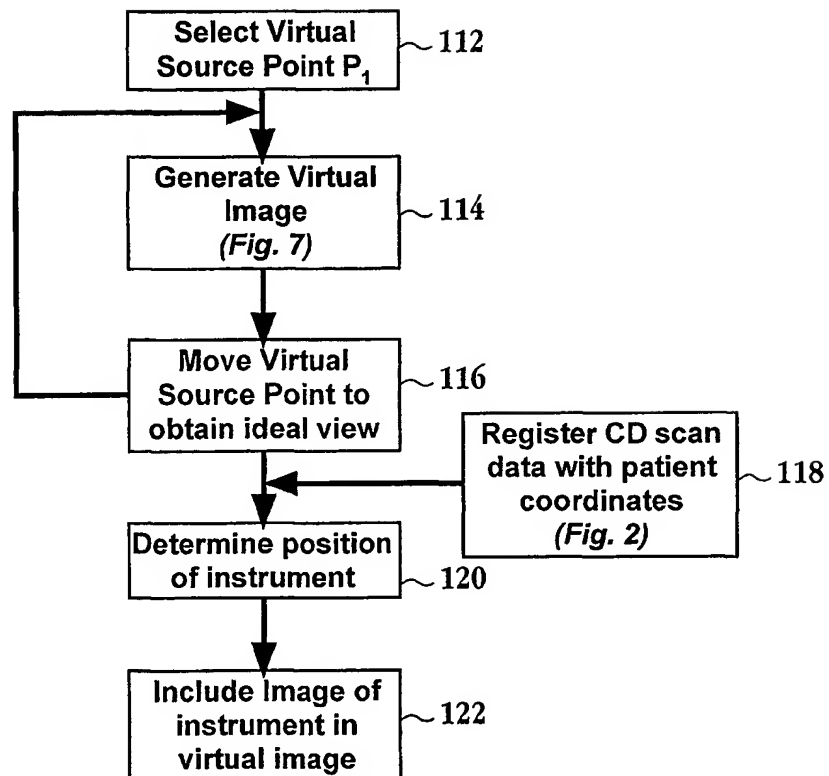 Select Virtual
Source Point P₁
112
Generate Virtual
Image
(Fig. 7)
114
Move Virtual
Source Point to
obtain ideal view
116
Register CD scan
data with patient
coordinates
(Fig. 2)
118
Determine position
of instrument
120
Include Image of
instrument in
virtual image
122